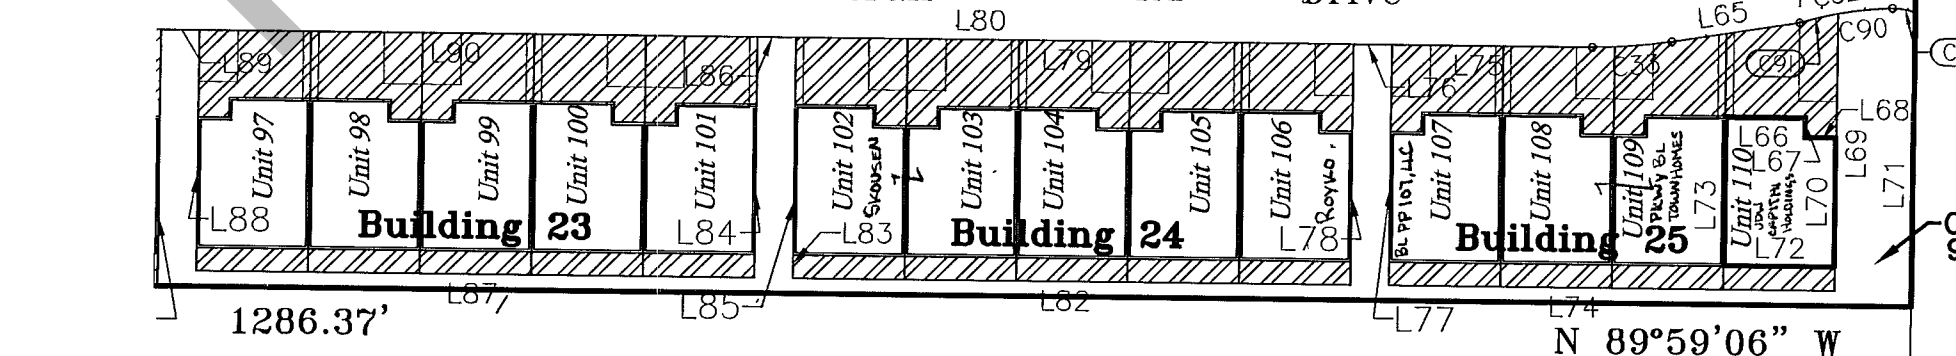 L80
L65
C90
L89
L90
L86
L79
L76
L75
C33
C91
L68
Unit 97
Unit 98
Unit 99
Unit 100
Unit 101
Unit 102
SKOUSEN
Unit 103
Unit 104
Unit 105
Unit 106
ROYKO.
BL PP 107, LLC
Unit 107
Unit 108
Unit 109
PKWY BL
TOWNHOMES
L66
L67
Unit 110
JDW
CAPITAL
HOLDINGS
L69
L70
L71
L73
L72
L88
Building 23
L84
L83
Building 24
L78
Building 25
L87
L85
L82
L77
L74
1286.37'
N 89°59'06" W